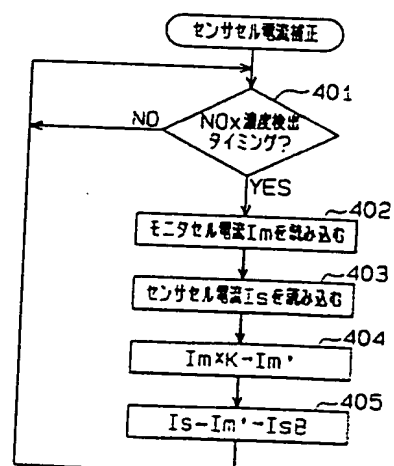 センサセル電流補正
401
NOx濃度検出
タイミング?
NO
YES
402
モニタセル電流Imを読み込む
403
センサセル電流Isを読み込む
404
Im×K→Im'
405
Is-Im'→Is2